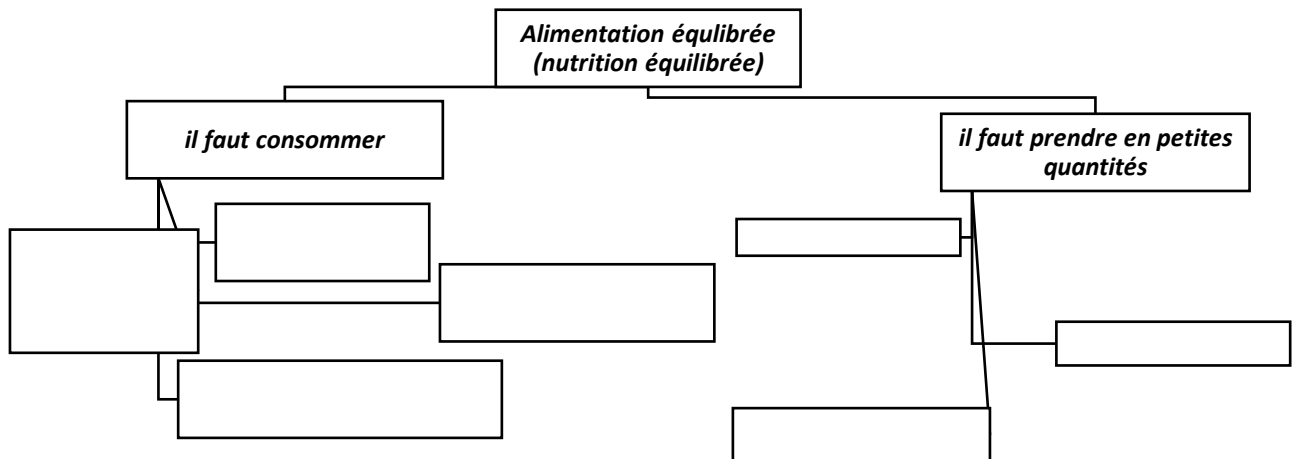 Alimentation équlibrée
(nutrition équilibrée)
il faut consommer
il faut prendre en petites
quantités